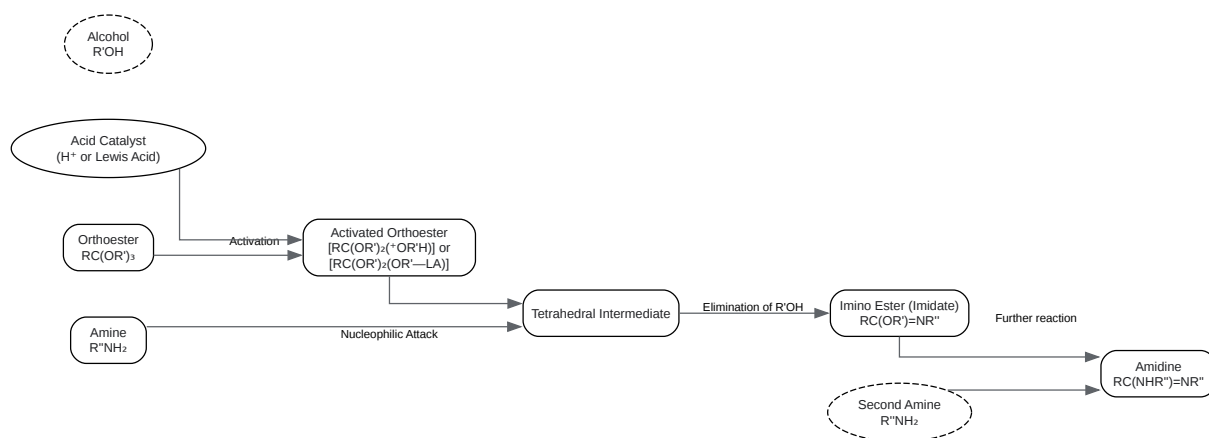 Alcohol
R'OH
Acid Catalyst
(H⁺ or Lewis Acid)
Orthoester
RC(OR')₃
Activation
Activated Orthoester
[RC(OR')₂(⁺OR'H)] or
[RC(OR')₂(OR'—LA)]
Amine
R"NH₂
Nucleophilic Attack
Tetrahedral Intermediate
Elimination of R'OH
Imino Ester (Imidate)
RC(OR')=NR"
Further reaction
Second Amine
R"NH₂
Amidine
RC(NHR")=NR"